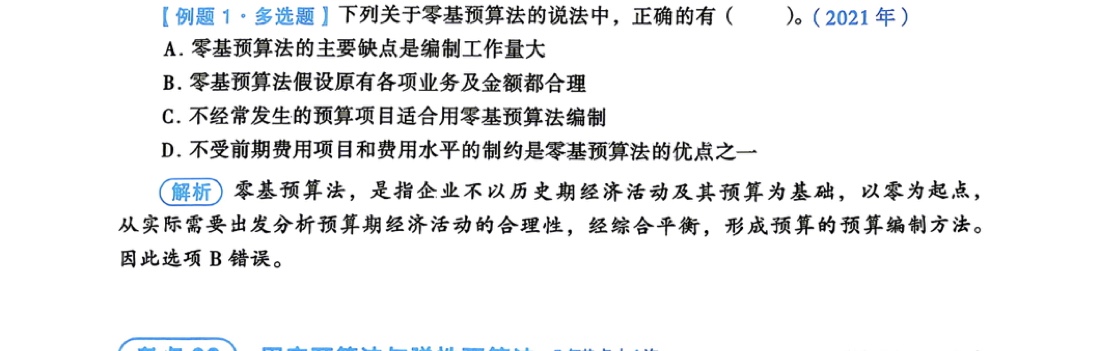 【例题1·多选题】下列关于零基预算法的说法中，正确的有（　　）。（2021年）
A. 零基预算法的主要缺点是编制工作量大
B. 零基预算法假设原有各项业务及金额都合理
C. 不经常发生的预算项目适合用零基预算法编制
D. 不受前期费用项目和费用水平的制约是零基预算法的优点之一
解析 零基预算法，是指企业不以历史期经济活动及其预算为基础，以零为起点，
从实际需要出发分析预算期经济活动的合理性，经综合平衡，形成预算的预算编制方法。
因此选项 B 错误。